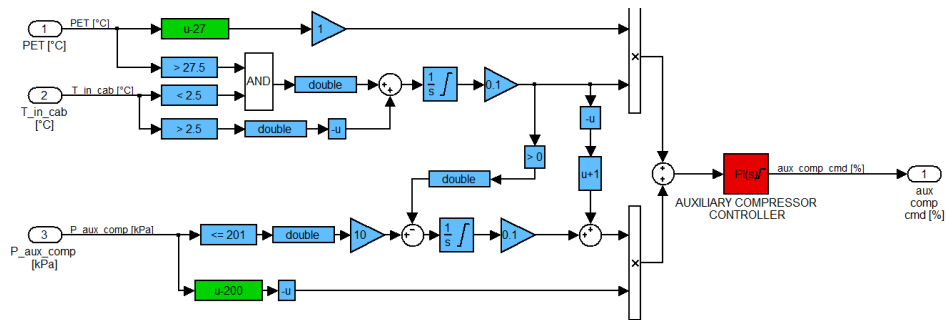 PET [°C]
1
PET [°C]
u-27
1
> 27.5
AND
T_in_cab [°C]
2
T_in_cab
[°C]
< 2.5
> 2.5
double
double
-u
+
+
1
s
0.1
×
-u
> 0
u+1
double
+
+
PI(s)
aux_comp_cmd [%]
1
aux
comp
cmd [%]
AUXILIARY COMPRESSOR
CONTROLLER
P_aux_comp [kPa]
3
P_aux_comp
[kPa]
<= 201
double
10
+
−
1
s
0.1
+
+
×
u-200
-u